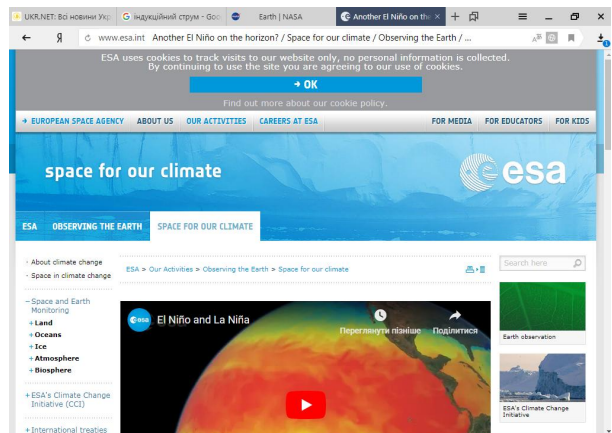 UKR.NET: Всі новини Укр
індукційний струм - Goo
Earth | NASA
Another El Niño on the
Я
www.esa.int Another El Niño on the horizon? / Space for our climate / Observing the Earth / ...
ESA uses cookies to track visits to our website only, no personal information is collected.
By continuing to use the site you are agreeing to our use of cookies.
OK
Find out more about our cookie policy.
EUROPEAN SPACE AGENCY ABOUT US OUR ACTIVITIES CAREERS AT ESA FOR MEDIA FOR EDUCATORS FOR KIDS
space for our climate
esa
ESA OBSERVING THE EARTH SPACE FOR OUR CLIMATE
About climate change
Space in climate change
ESA > Our Activities > Observing the Earth > Space for our climate
Search here
Space and Earth
Monitoring
+Land
+Oceans
+Ice
+Atmosphere
+Biosphere
+ESA's Climate Change
Initiative (CCI)
+International treaties
esa El Niño and La Niña
Переглянути пізніше Поділитися
Earth observation
ESA's Climate Change
Initiative